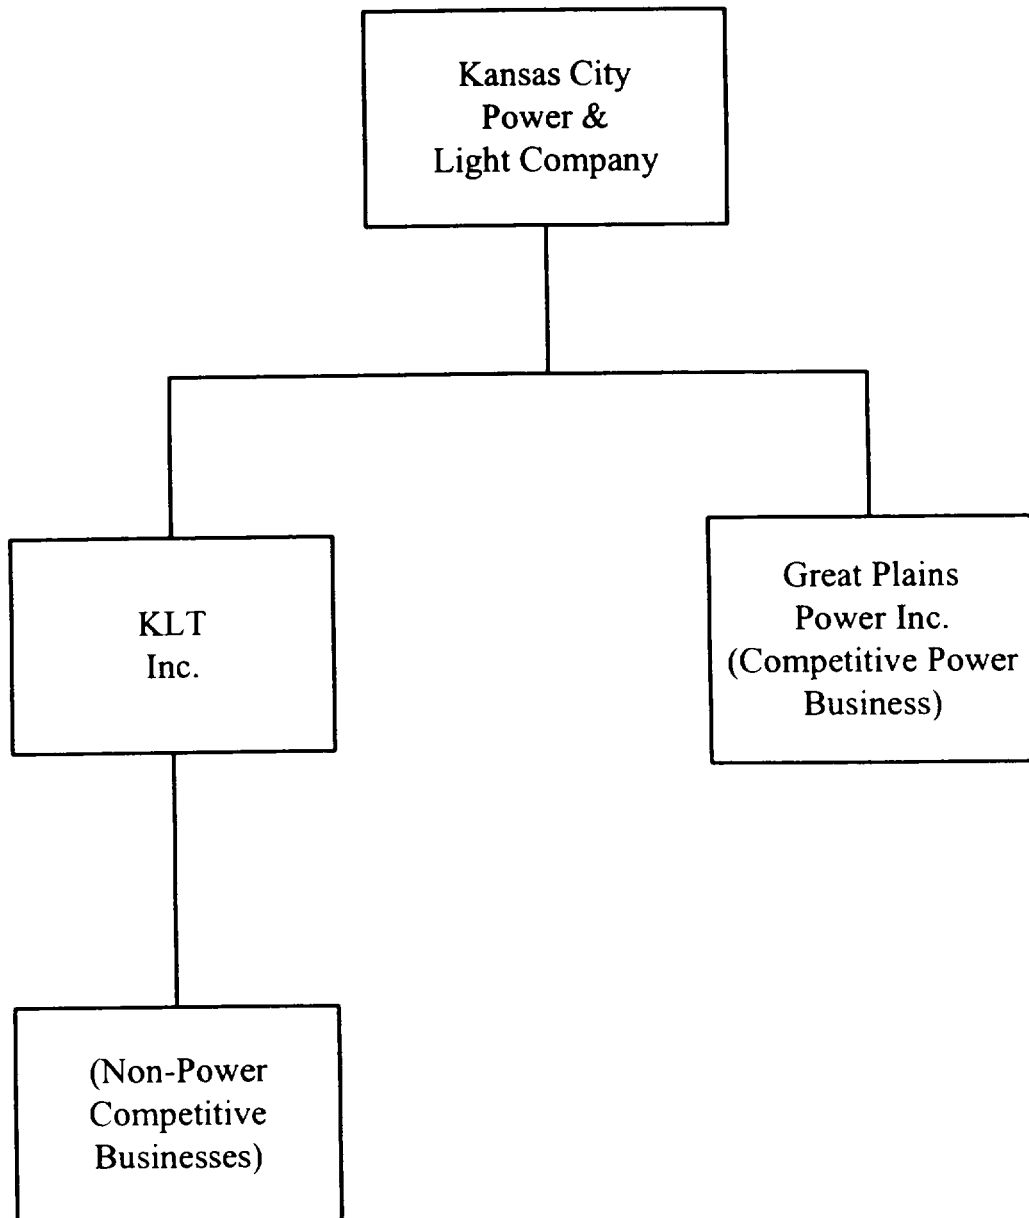 Kansas City
Power &
Light Company
KLT
Inc.
Great Plains
Power Inc.
(Competitive Power
Business)
(Non-Power
Competitive
Businesses)